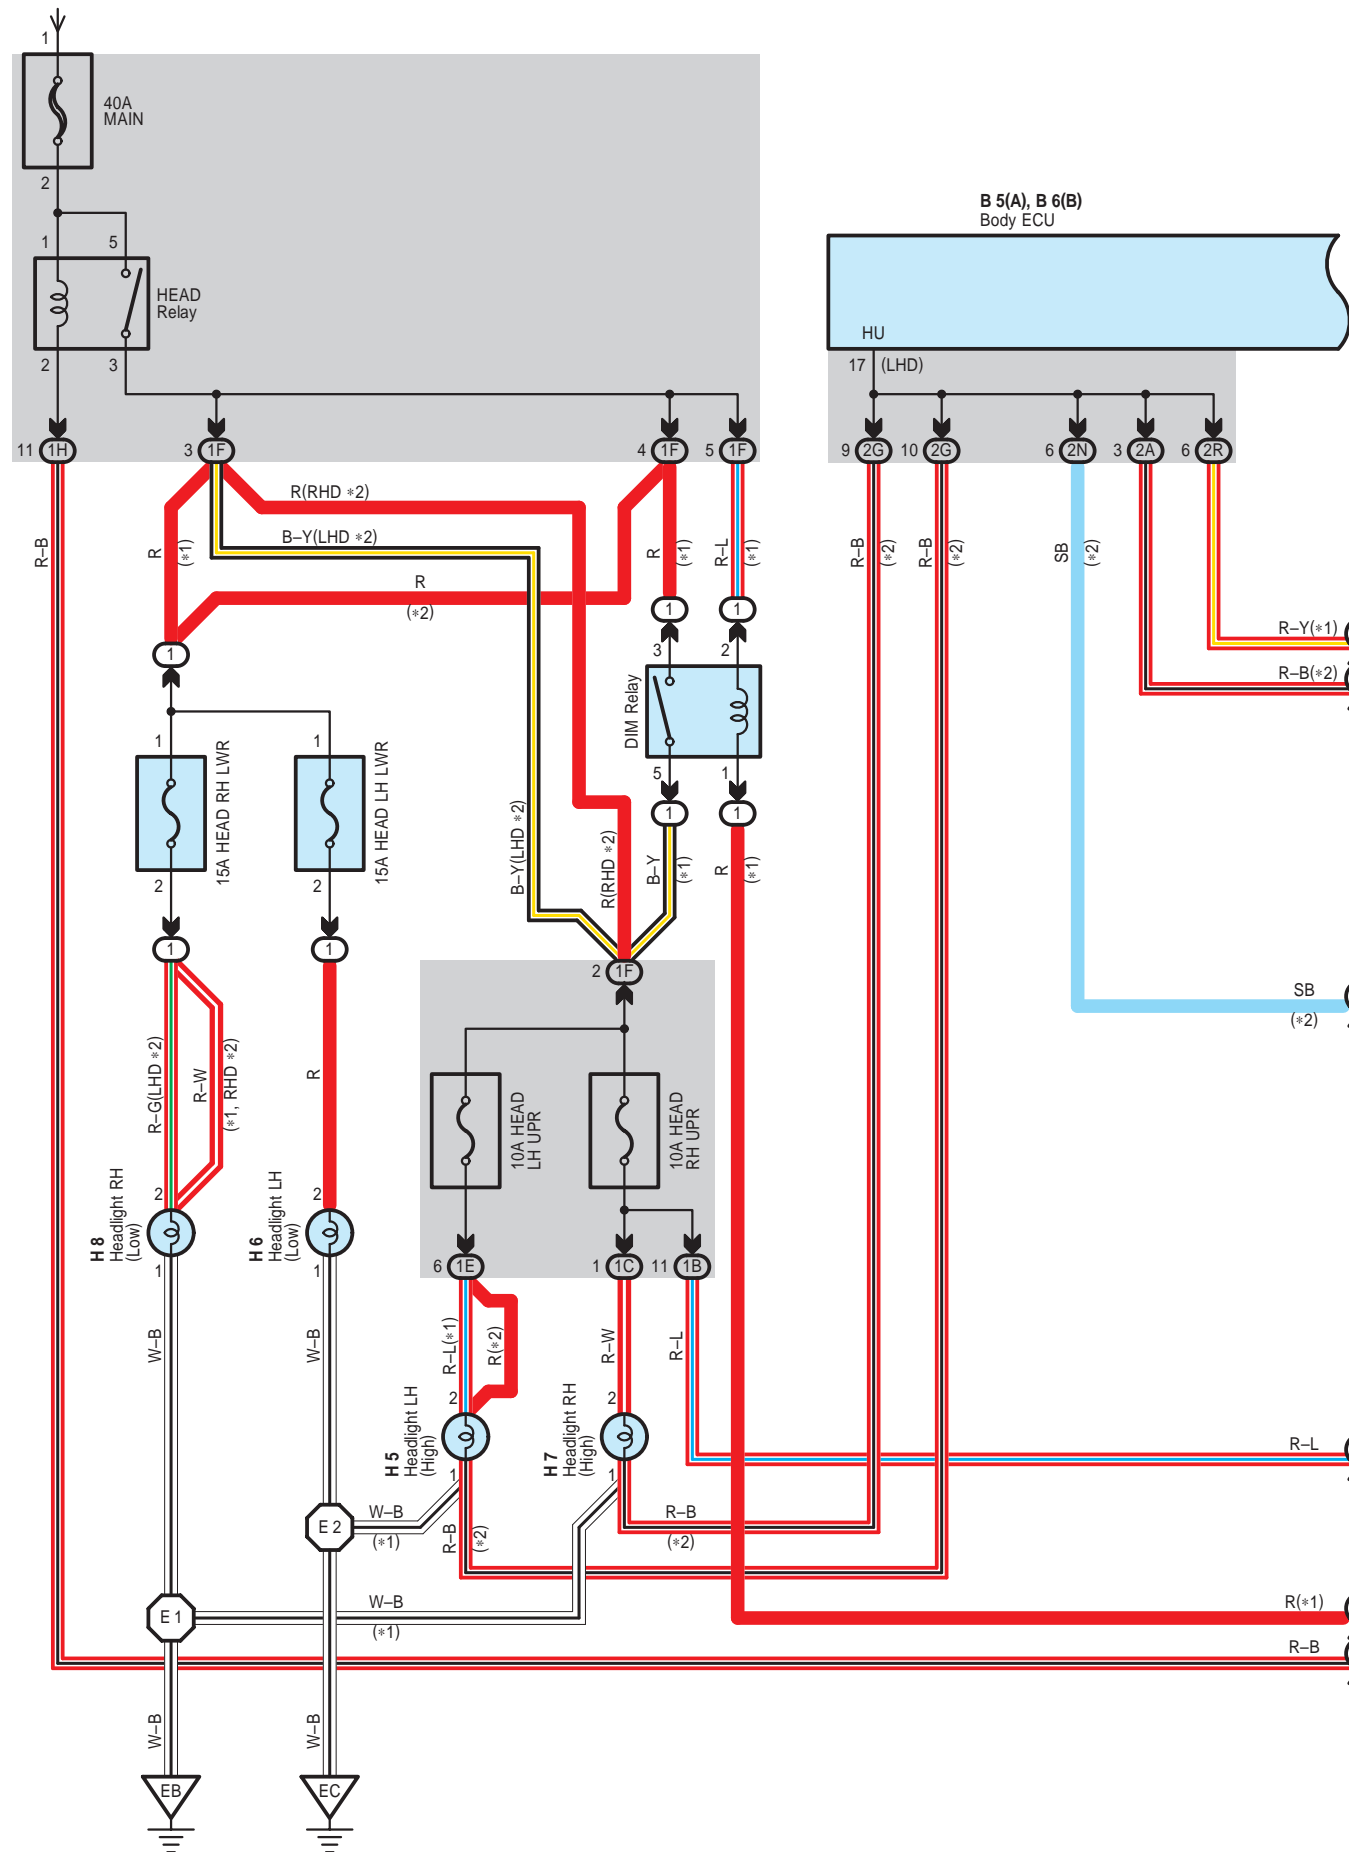 1
40A
MAIN
2
1
5
HEAD
Relay
2
3
B 5(A), B 6(B)
Body ECU
HU
17
(LHD)
11 1H
3 1F
4 1F
5 1F
9 2G
10 2G
6 2N
3 2A
6 2R
R–B
R
(*1)
R(RHD *2)
B–Y(LHD *2)
R
(*2)
R
(*1)
R–L
(*1)
R–B
(*2)
R–B
(*2)
SB
(*2)
R–Y(*1)
R–B(*2)
1
1
1
3
2
DIM Relay
5
1
1
1
1
15A HEAD RH LWR
2
1
15A HEAD LH LWR
2
1
1
B–Y(LHD *2)
R(RHD *2)
B–Y
(*1)
R
(*1)
2 1F
SB
(*2)
R–G(LHD *2)
R–W
(*1, RHD *2)
R
10A HEAD
LH UPR
10A HEAD
RH UPR
2
H 8
Headlight RH
(Low)
1
2
H 6
Headlight LH
(Low)
1
6 1E
1 1C
11 1B
W–B
W–B
R–L(*1)
R(*2)
R–W
R–L
2
H 5
Headlight LH
(High)
1
2
H 7
Headlight RH
(High)
1
R–L
E 2
W–B
(*1)
R–B
(*2)
R–B
(*2)
E 1
W–B
(*1)
R(*1)
R–B
W–B
W–B
EB
EC